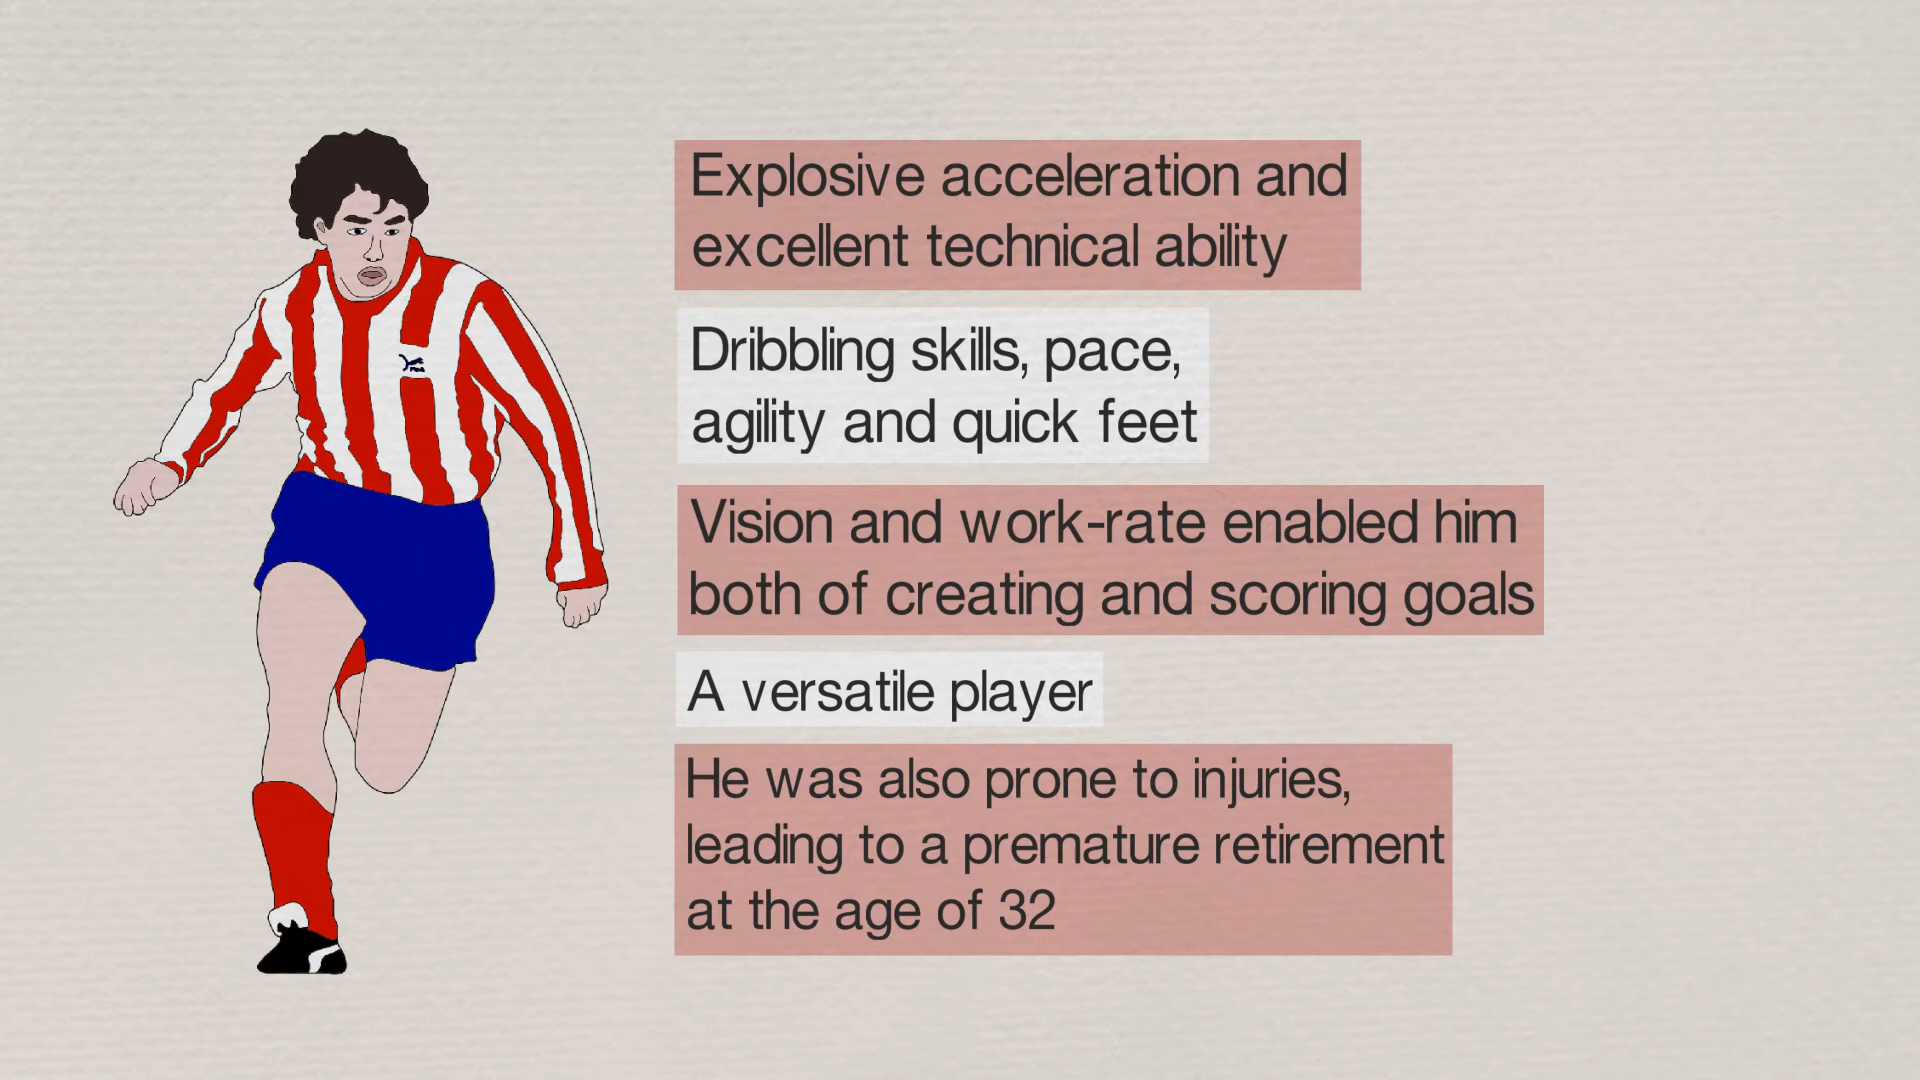 Explosive acceleration and
excellent technical ability
Dribbling skills, pace,
agility and quick feet
Vision and work-rate enabled him
both of creating and scoring goals
A versatile player
He was also prone to injuries,
leading to a premature retirement
at the age of 32